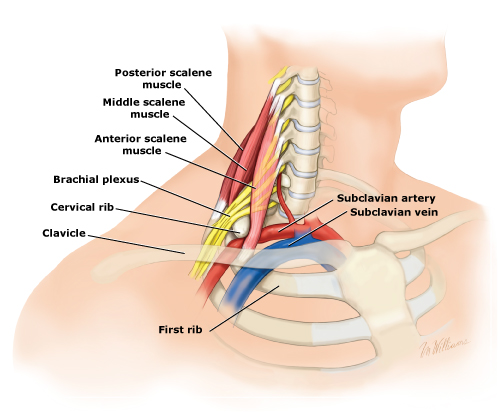 Posterior scalene
muscle
Middle scalene
muscle
Anterior scalene
muscle
Brachial plexus
Cervical rib
Clavicle
Subclavian artery
Subclavian vein
First rib